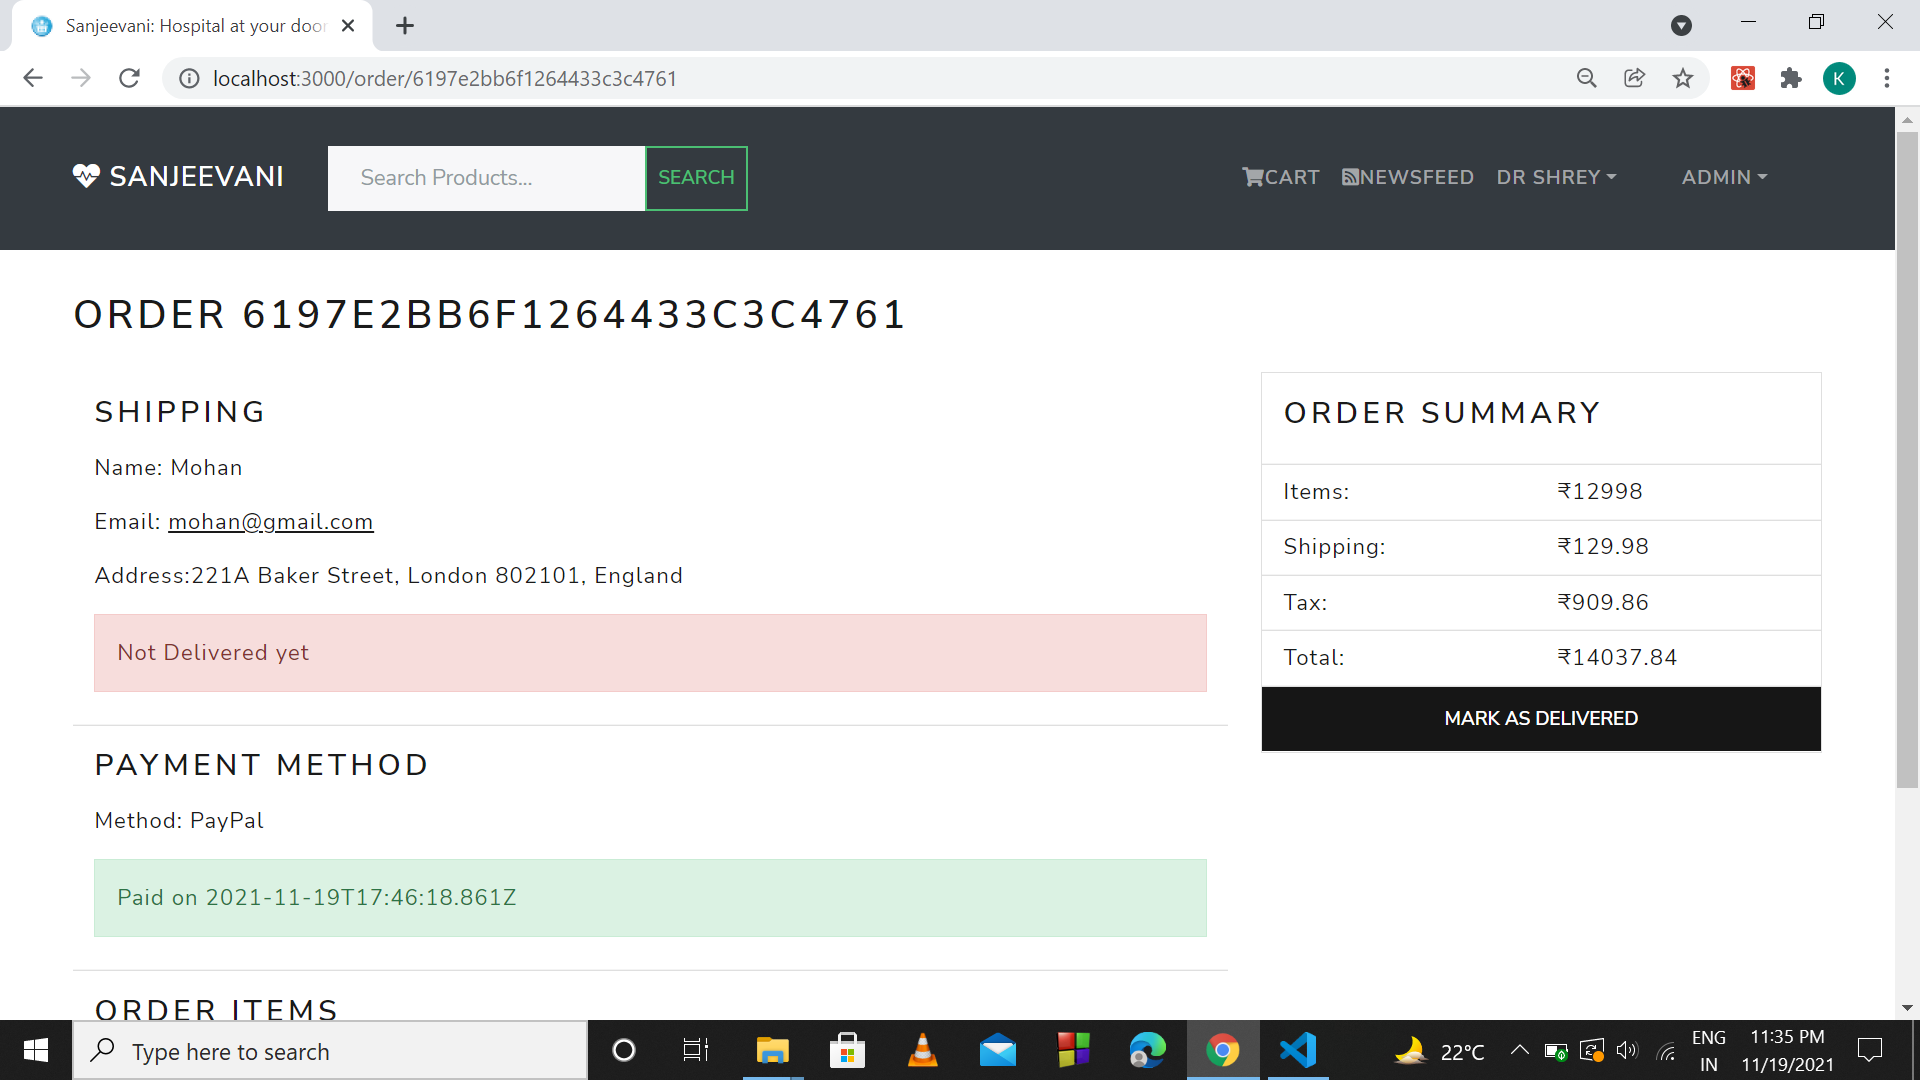 Sanjeevani: Hospital at your door
localhost:3000/order/6197e2bb6f1264433c3c4761
K
SANJEEVANI
Search Products...
SEARCH
CART
NEWSFEED
DR SHREY
ADMIN
ORDER 6197E2BB6F1264433C3C4761
SHIPPING
Name: Mohan
Email: mohan@gmail.com
Address:221A Baker Street, London 802101, England
Not Delivered yet
PAYMENT METHOD
Method: PayPal
Paid on 2021-11-19T17:46:18.861Z
ORDER ITEMS
ORDER SUMMARY
Items: ₹12998
Shipping: ₹129.98
Tax: ₹909.86
Total: ₹14037.84
MARK AS DELIVERED
Type here to search
22°C
ENG
IN
11:35 PM
11/19/2021